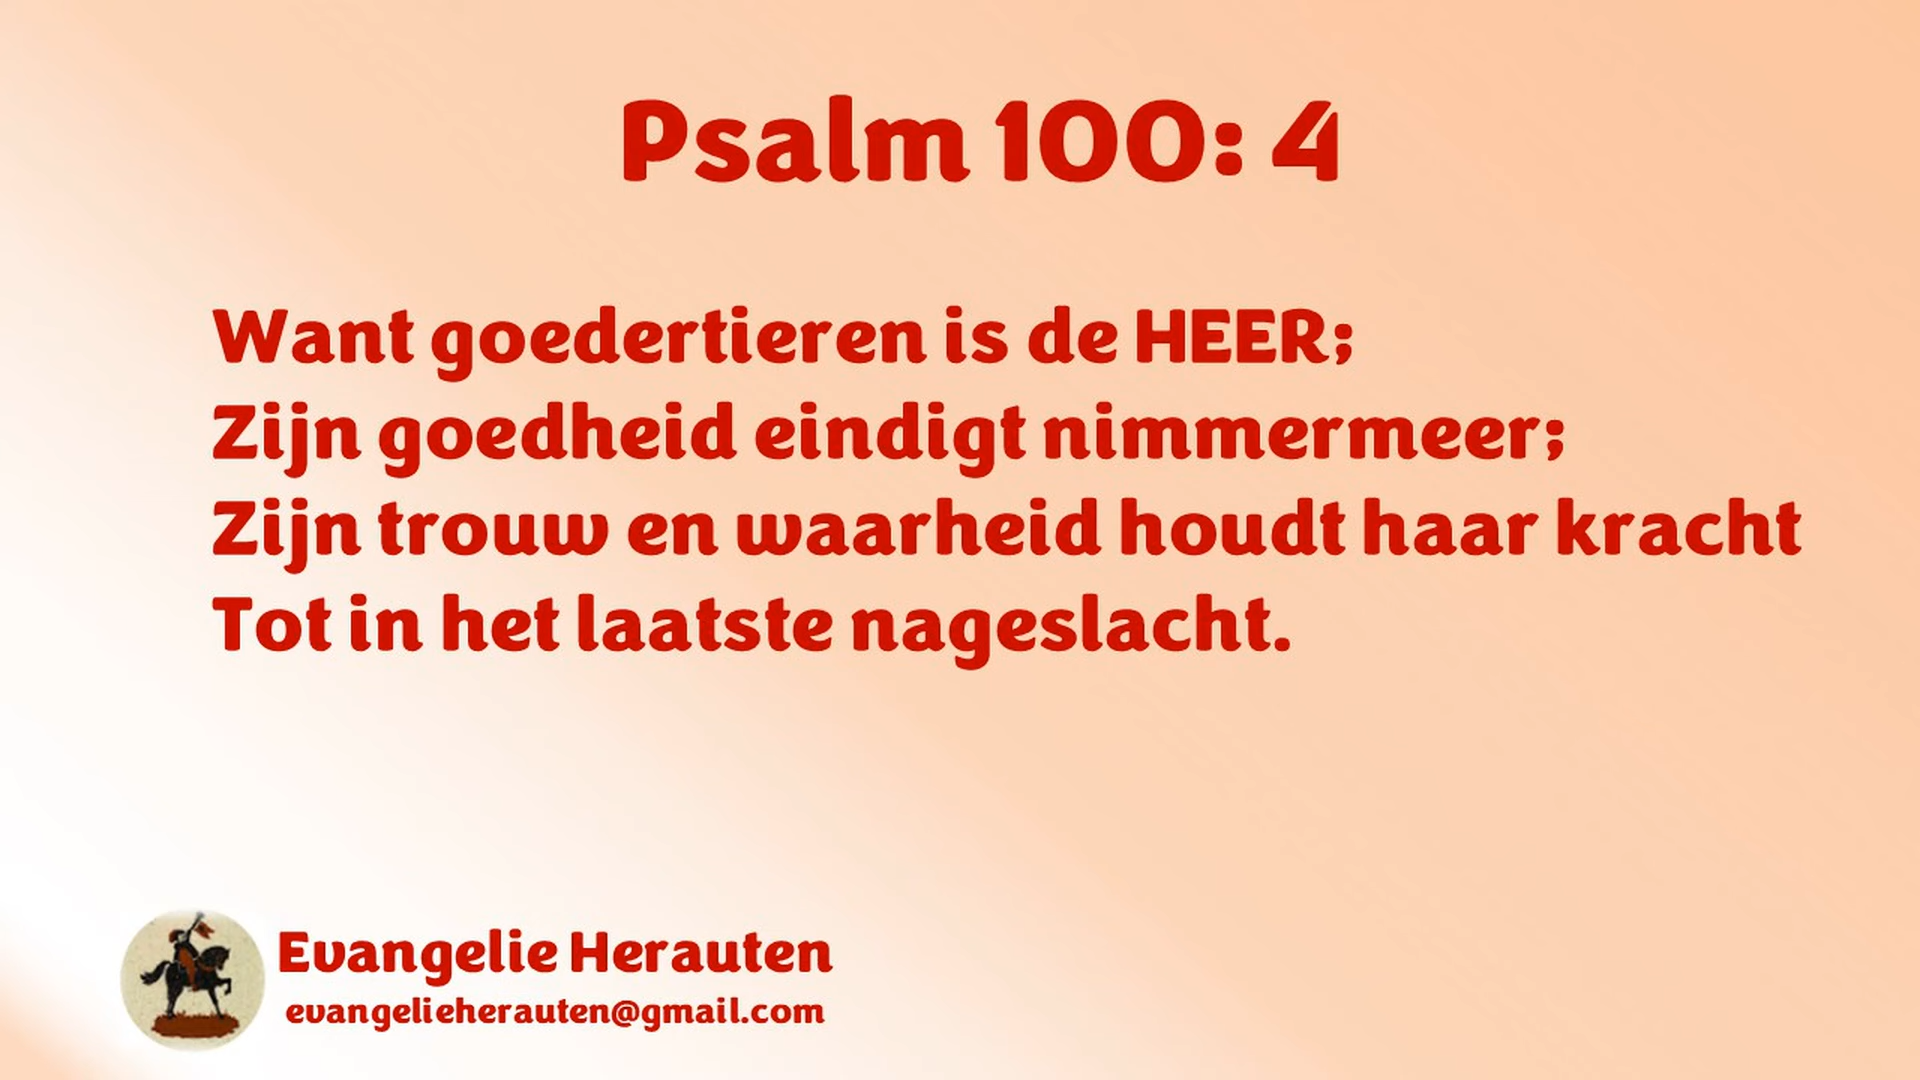 Psalm 100: 4
Want goedertieren is de HEER;
Zijn goedheid eindigt nimmermeer;
Zijn trouw en waarheid houdt haar kracht
Tot in het laatste nageslacht.
Evangelie Herauten
evangelieherauten@gmail.com